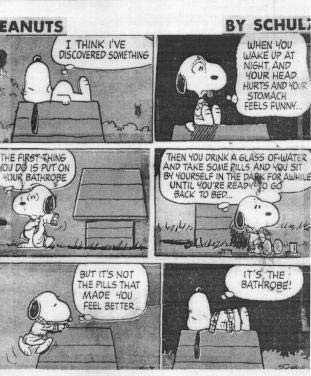 EANUTS
BY SCHULZ
I THINK I'VE
DISCOVERED SOMETHING
WHEN YOU
WAKE UP AT
NIGHT, AND
YOUR HEAD
HURTS AND YOUR
STOMACH
FEELS FUNNY...
THE FIRST THING
YOU DO IS PUT ON
YOUR BATHROBE
THEN YOU DRINK A GLASS OF WATER
AND TAKE SOME PILLS AND YOU SIT
BY YOURSELF IN THE DARK FOR AWHILE
UNTIL YOU'RE READY TO GO
BACK TO BED...
BUT IT'S NOT
THE PILLS THAT
MADE YOU
FEEL BETTER..
IT'S THE
BATHROBE!